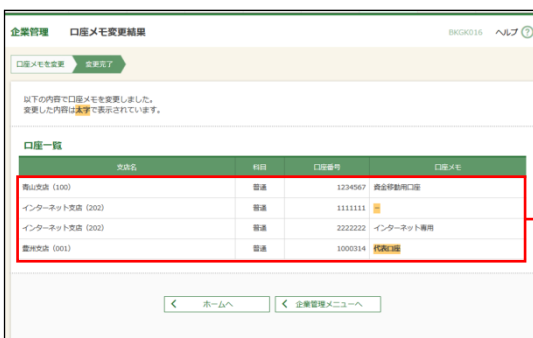 企業管理 口座メモ変更結果 BKGK016 ヘルプ ?
口座メモを変更 変更完了
以下の内容で口座メモを変更しました。
変更した内容は太字で表示されています。
口座一覧
支店名 科目 口座番号 口座メモ
青山支店（100） 普通 1234567 資金移動用口座
インターネット支店（202） 普通 1111111 －
インターネット支店（202） 普通 2222222 インターネット専用
豊洲支店（001） 普通 1000314 代表口座
ホームへ 企業管理メニューへ